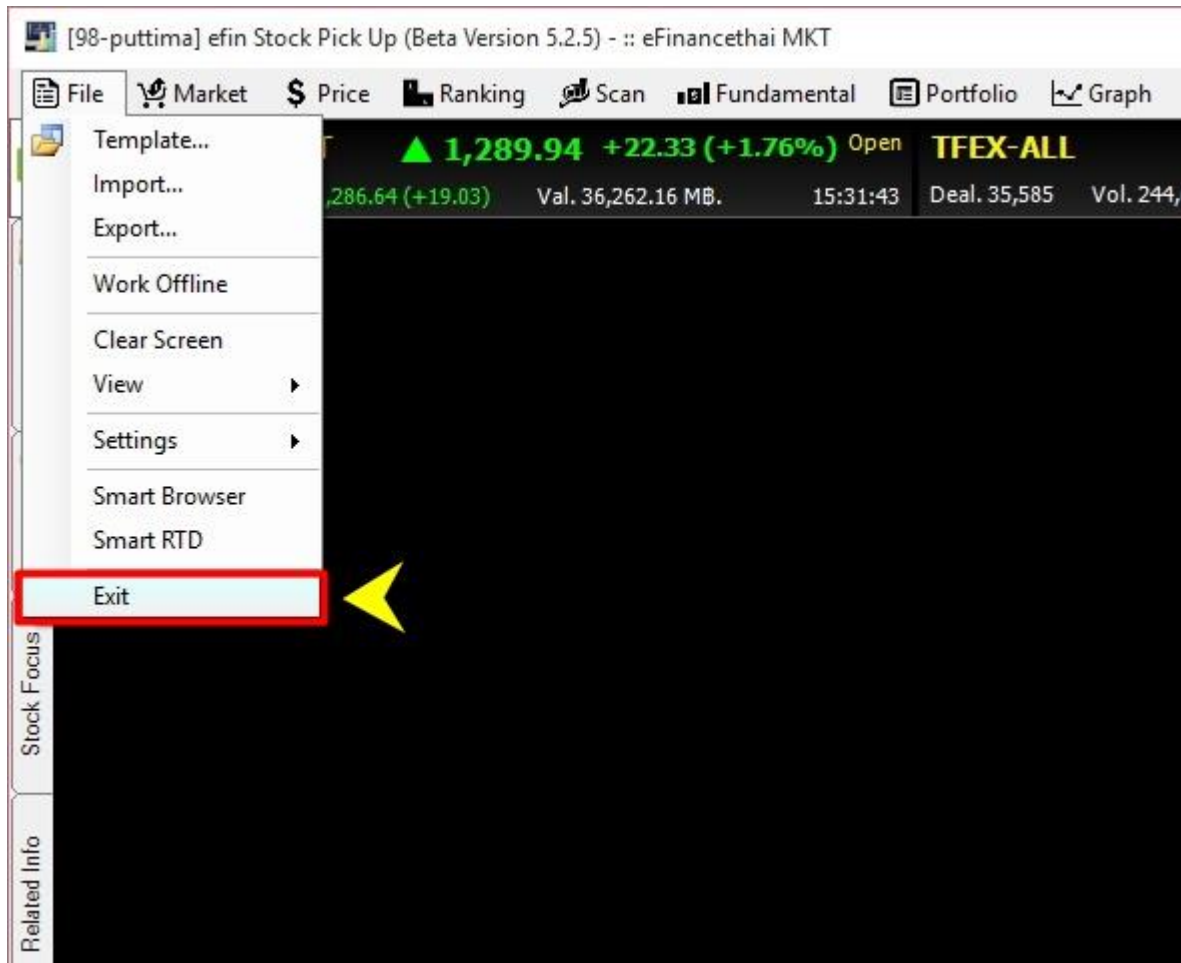 [98-puttima] efin Stock Pick Up (Beta Version 5.2.5) - :: eFinancethai MKT
File Market $ Price Ranking Scan Fundamental Portfolio Graph
Template...
Import...
Export...
Work Offline
Clear Screen
View
Settings
Smart Browser
Smart RTD
Exit
▲ 1,289.94 +22.33 (+1.76%) Open TFEX-ALL
,286.64 (+19.03) Val. 36,262.16 M฿. 15:31:43 Deal. 35,585 Vol. 244,
Stock Focus
Related Info